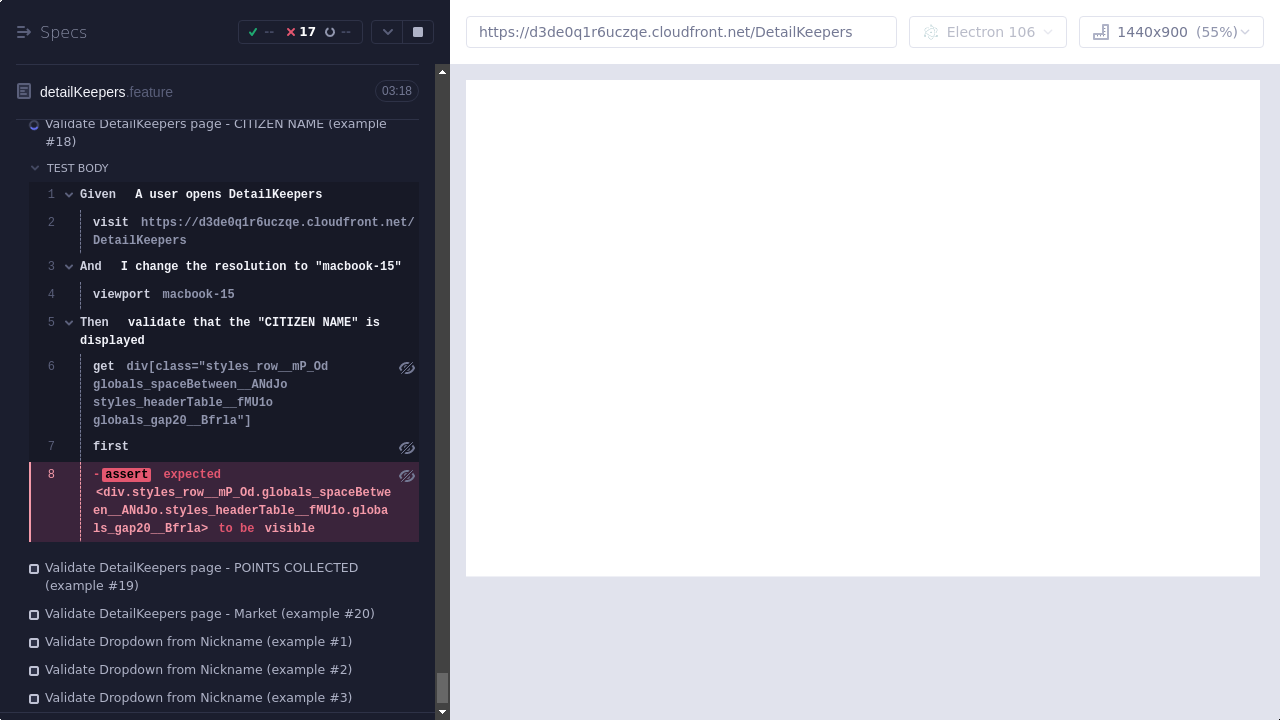 Specs
-- 17 --
https://d3de0q1r6uczqe.cloudfront.net/DetailKeepers
Electron 106
1440x900 (55%)
detailKeepers.feature
03:18
Validate DetailKeepers page - CITIZEN NAME (example
#18)
TEST BODY
1 Given A user opens DetailKeepers
2 visit https://d3de0q1r6uczqe.cloudfront.net/
DetailKeepers
3 And I change the resolution to "macbook-15"
4 viewport macbook-15
5 Then validate that the "CITIZEN NAME" is
displayed
6 get div[class="styles_row__mP_Od
globals_spaceBetween__ANdJo
styles_headerTable__fMU1o
globals_gap20__Bfrla"]
7 first
8 -assert expected
<div.styles_row__mP_Od.globals_spaceBetwe
en__ANdJo.styles_headerTable__fMU1o.globa
ls_gap20__Bfrla> to be visible
Validate DetailKeepers page - POINTS COLLECTED
(example #19)
Validate DetailKeepers page - Market (example #20)
Validate Dropdown from Nickname (example #1)
Validate Dropdown from Nickname (example #2)
Validate Dropdown from Nickname (example #3)